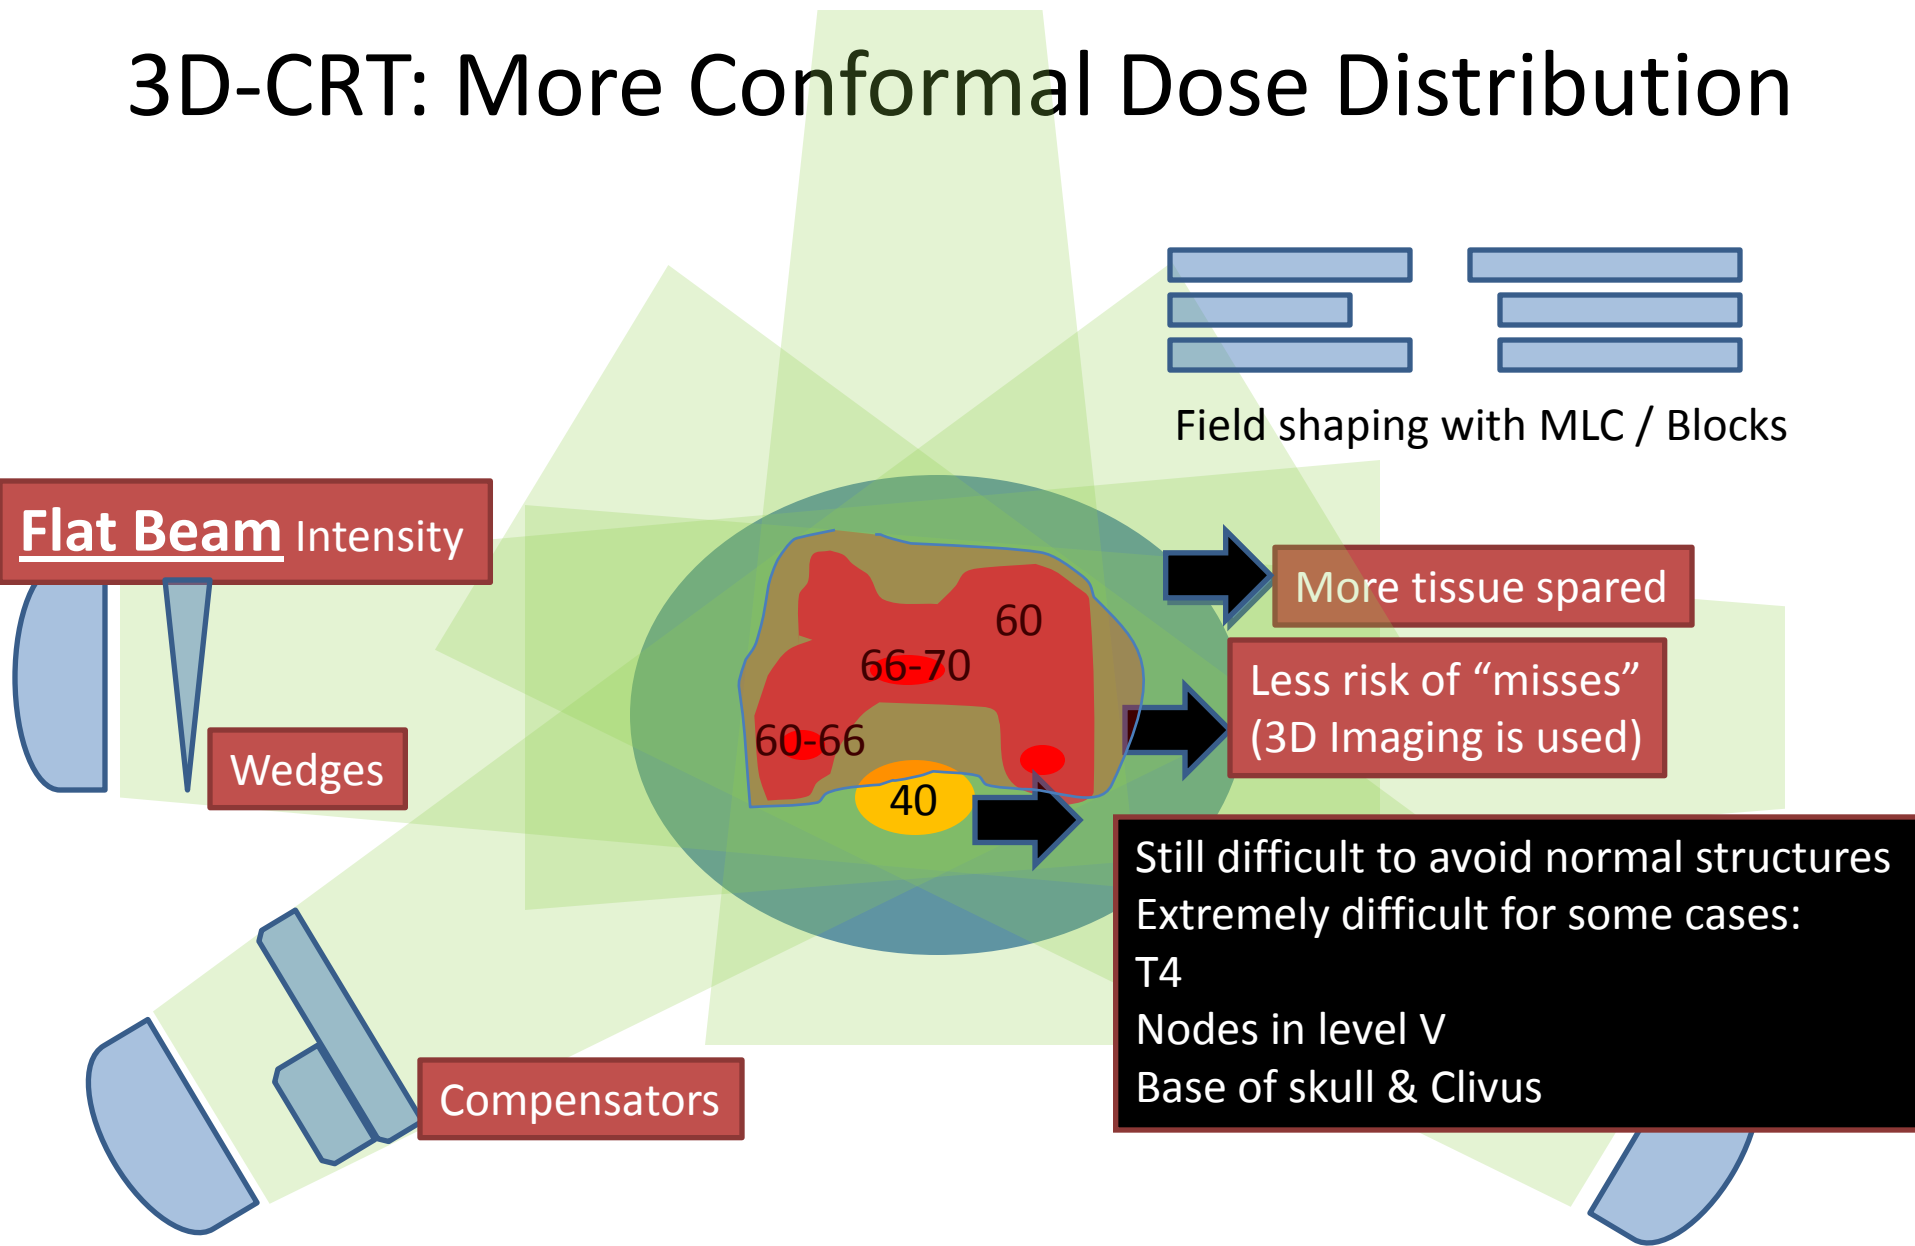 3D-CRT: More Conformal Dose Distribution
Field shaping with MLC / Blocks
Flat Beam Intensity
More tissue spared
60
66-70
Less risk of “misses”
(3D Imaging is used)
60-66
Wedges
40
Still difficult to avoid normal structures
Extremely difficult for some cases:
T4
Nodes in level V
Base of skull & Clivus
Compensators